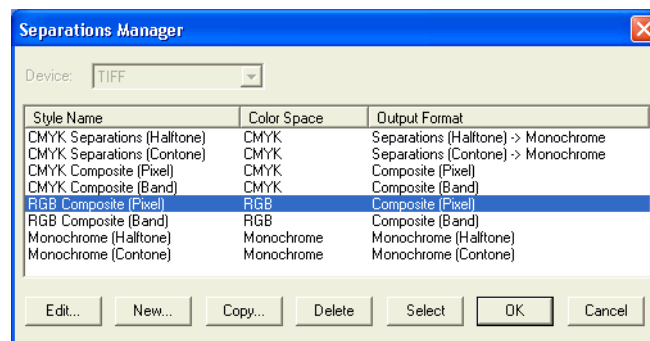 Separations Manager
Device: TIFF
Style Name Color Space Output Format
CMYK Separations (Halftone) CMYK Separations (Halftone) -> Monochrome
CMYK Separations (Contone) CMYK Separations (Contone) -> Monochrome
CMYK Composite (Pixel) CMYK Composite (Pixel)
CMYK Composite (Band) CMYK Composite (Band)
RGB Composite (Pixel) RGB Composite (Pixel)
RGB Composite (Band) RGB Composite (Band)
Monochrome (Halftone) Monochrome Monochrome (Halftone)
Monochrome (Contone) Monochrome Monochrome (Contone)
Edit... New... Copy... Delete Select OK Cancel